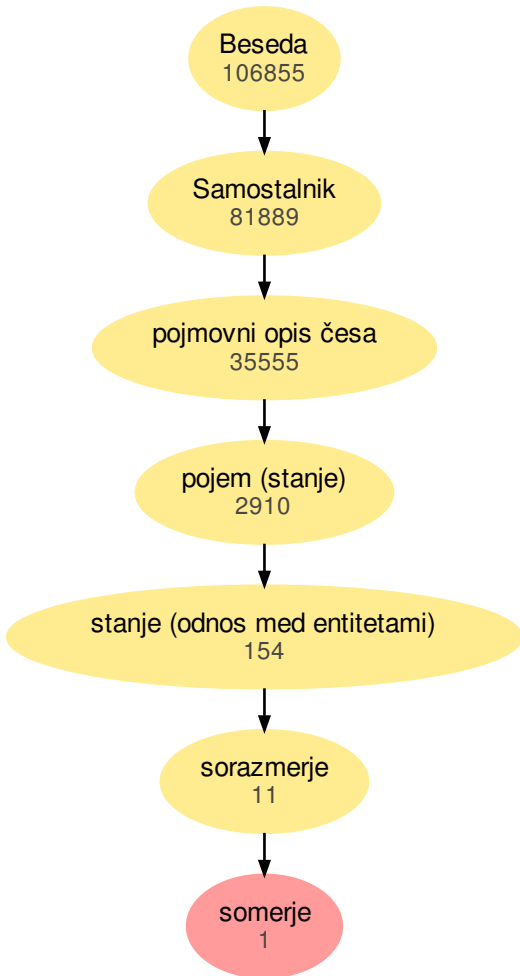 Beseda
106855
Samostalnik
81889
pojmovni opis česa
35555
pojem (stanje)
2910
stanje (odnos med entitetami)
154
sorazmerje
11
somerje
1